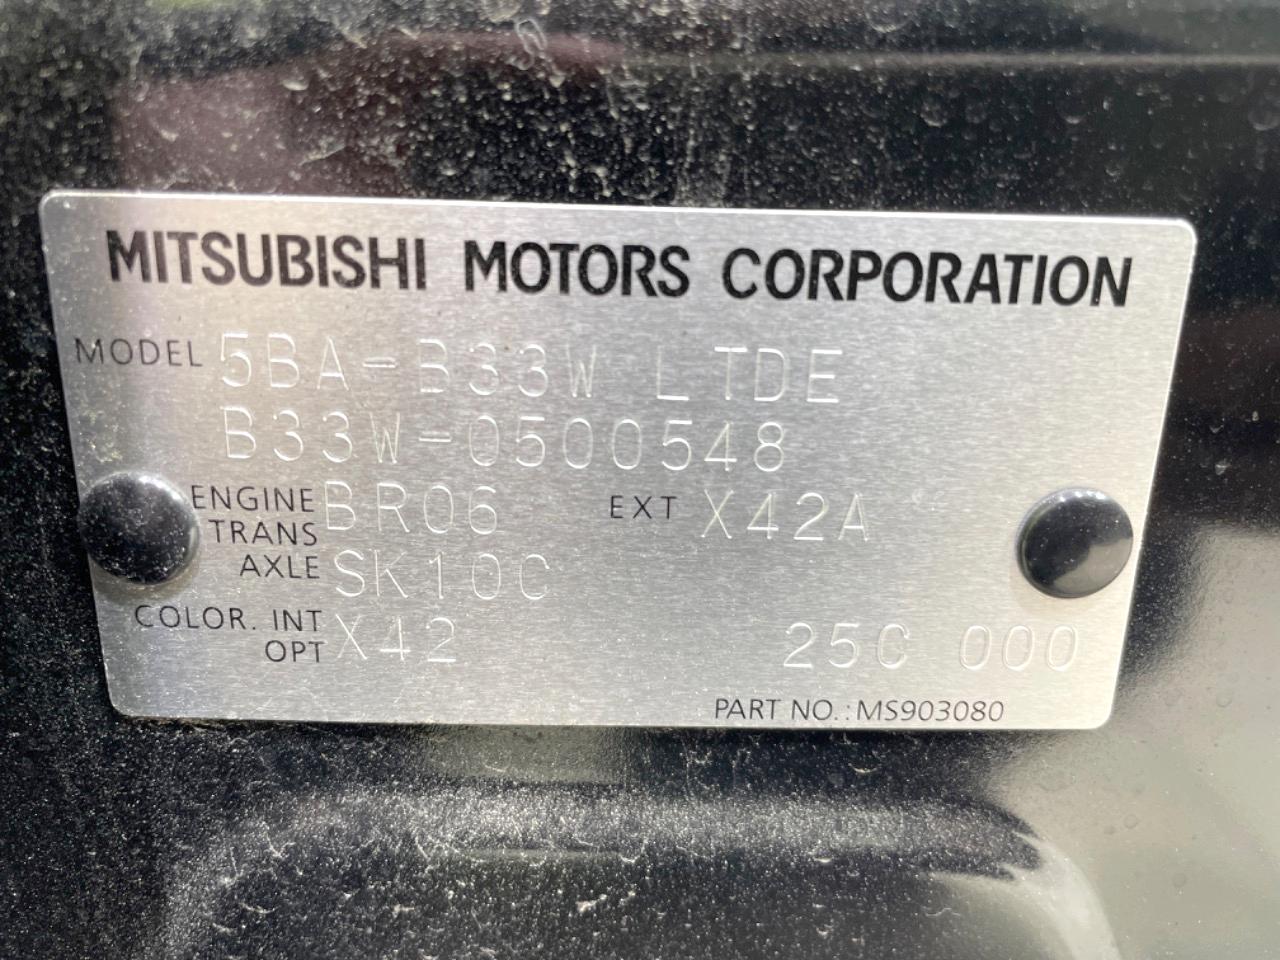 MITSUBISHI MOTORS CORPORATION
MODEL 5BA-B33W LTDE
B33W-0500548
ENGINE BR06 EXT X42A
TRANS
AXLE SK10C
COLOR. INT X42
OPT 25C 000
PART NO.:MS903080